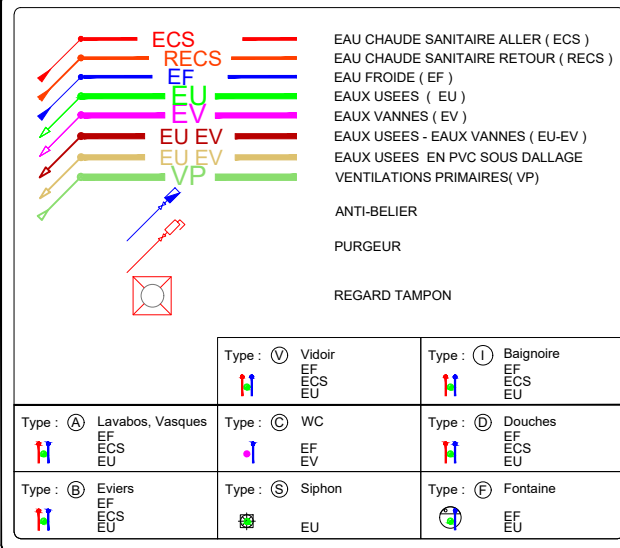 ECS EAU CHAUDE SANITAIRE ALLER ( ECS )
RECS EAU CHAUDE SANITAIRE RETOUR ( RECS )
EF EAU FROIDE ( EF )
EU EAUX USEES ( EU )
EV EAUX VANNES ( EV )
EU EV EAUX USEES - EAUX VANNES ( EU-EV )
EU EV EAUX USEES EN PVC SOUS DALLAGE
VP VENTILATIONS PRIMAIRES( VP)
ANTI-BELIER
PURGEUR
REGARD TAMPON
Type : V Vidoir
EF
ECS
EU
Type : I Baignoire
EF
ECS
EU
Type : A Lavabos, Vasques
EF
ECS
EU
Type : C WC
EF
EV
Type : D Douches
EF
ECS
EU
Type : B Eviers
EF
ECS
EU
Type : S Siphon
EU
Type : F Fontaine
EF
EU